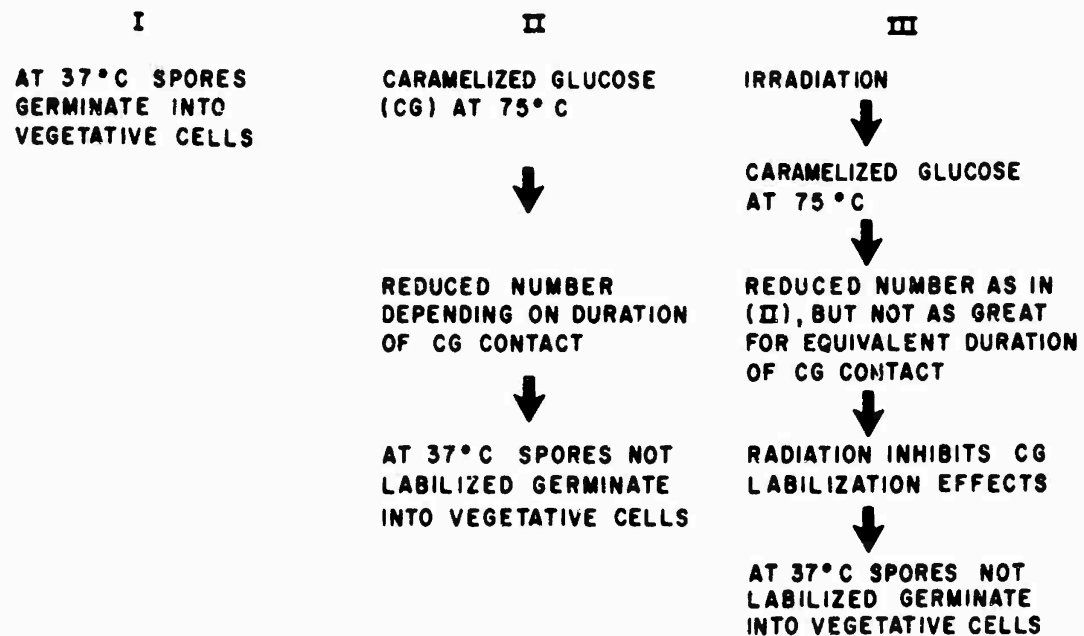 I
AT 37°C SPORES
GERMINATE INTO
VEGETATIVE CELLS
II
CARAMELIZED GLUCOSE
(CG) AT 75°C
REDUCED NUMBER
DEPENDING ON DURATION
OF CG CONTACT
AT 37°C SPORES NOT
LABILIZED GERMINATE
INTO VEGETATIVE CELLS
III
IRRADIATION
CARAMELIZED GLUCOSE
AT 75°C
REDUCED NUMBER AS IN
(II), BUT NOT AS GREAT
FOR EQUIVALENT DURATION
OF CG CONTACT
RADIATION INHIBITS CG
LABILIZATION EFFECTS
AT 37°C SPORES NOT
LABILIZED GERMINATE
INTO VEGETATIVE CELLS